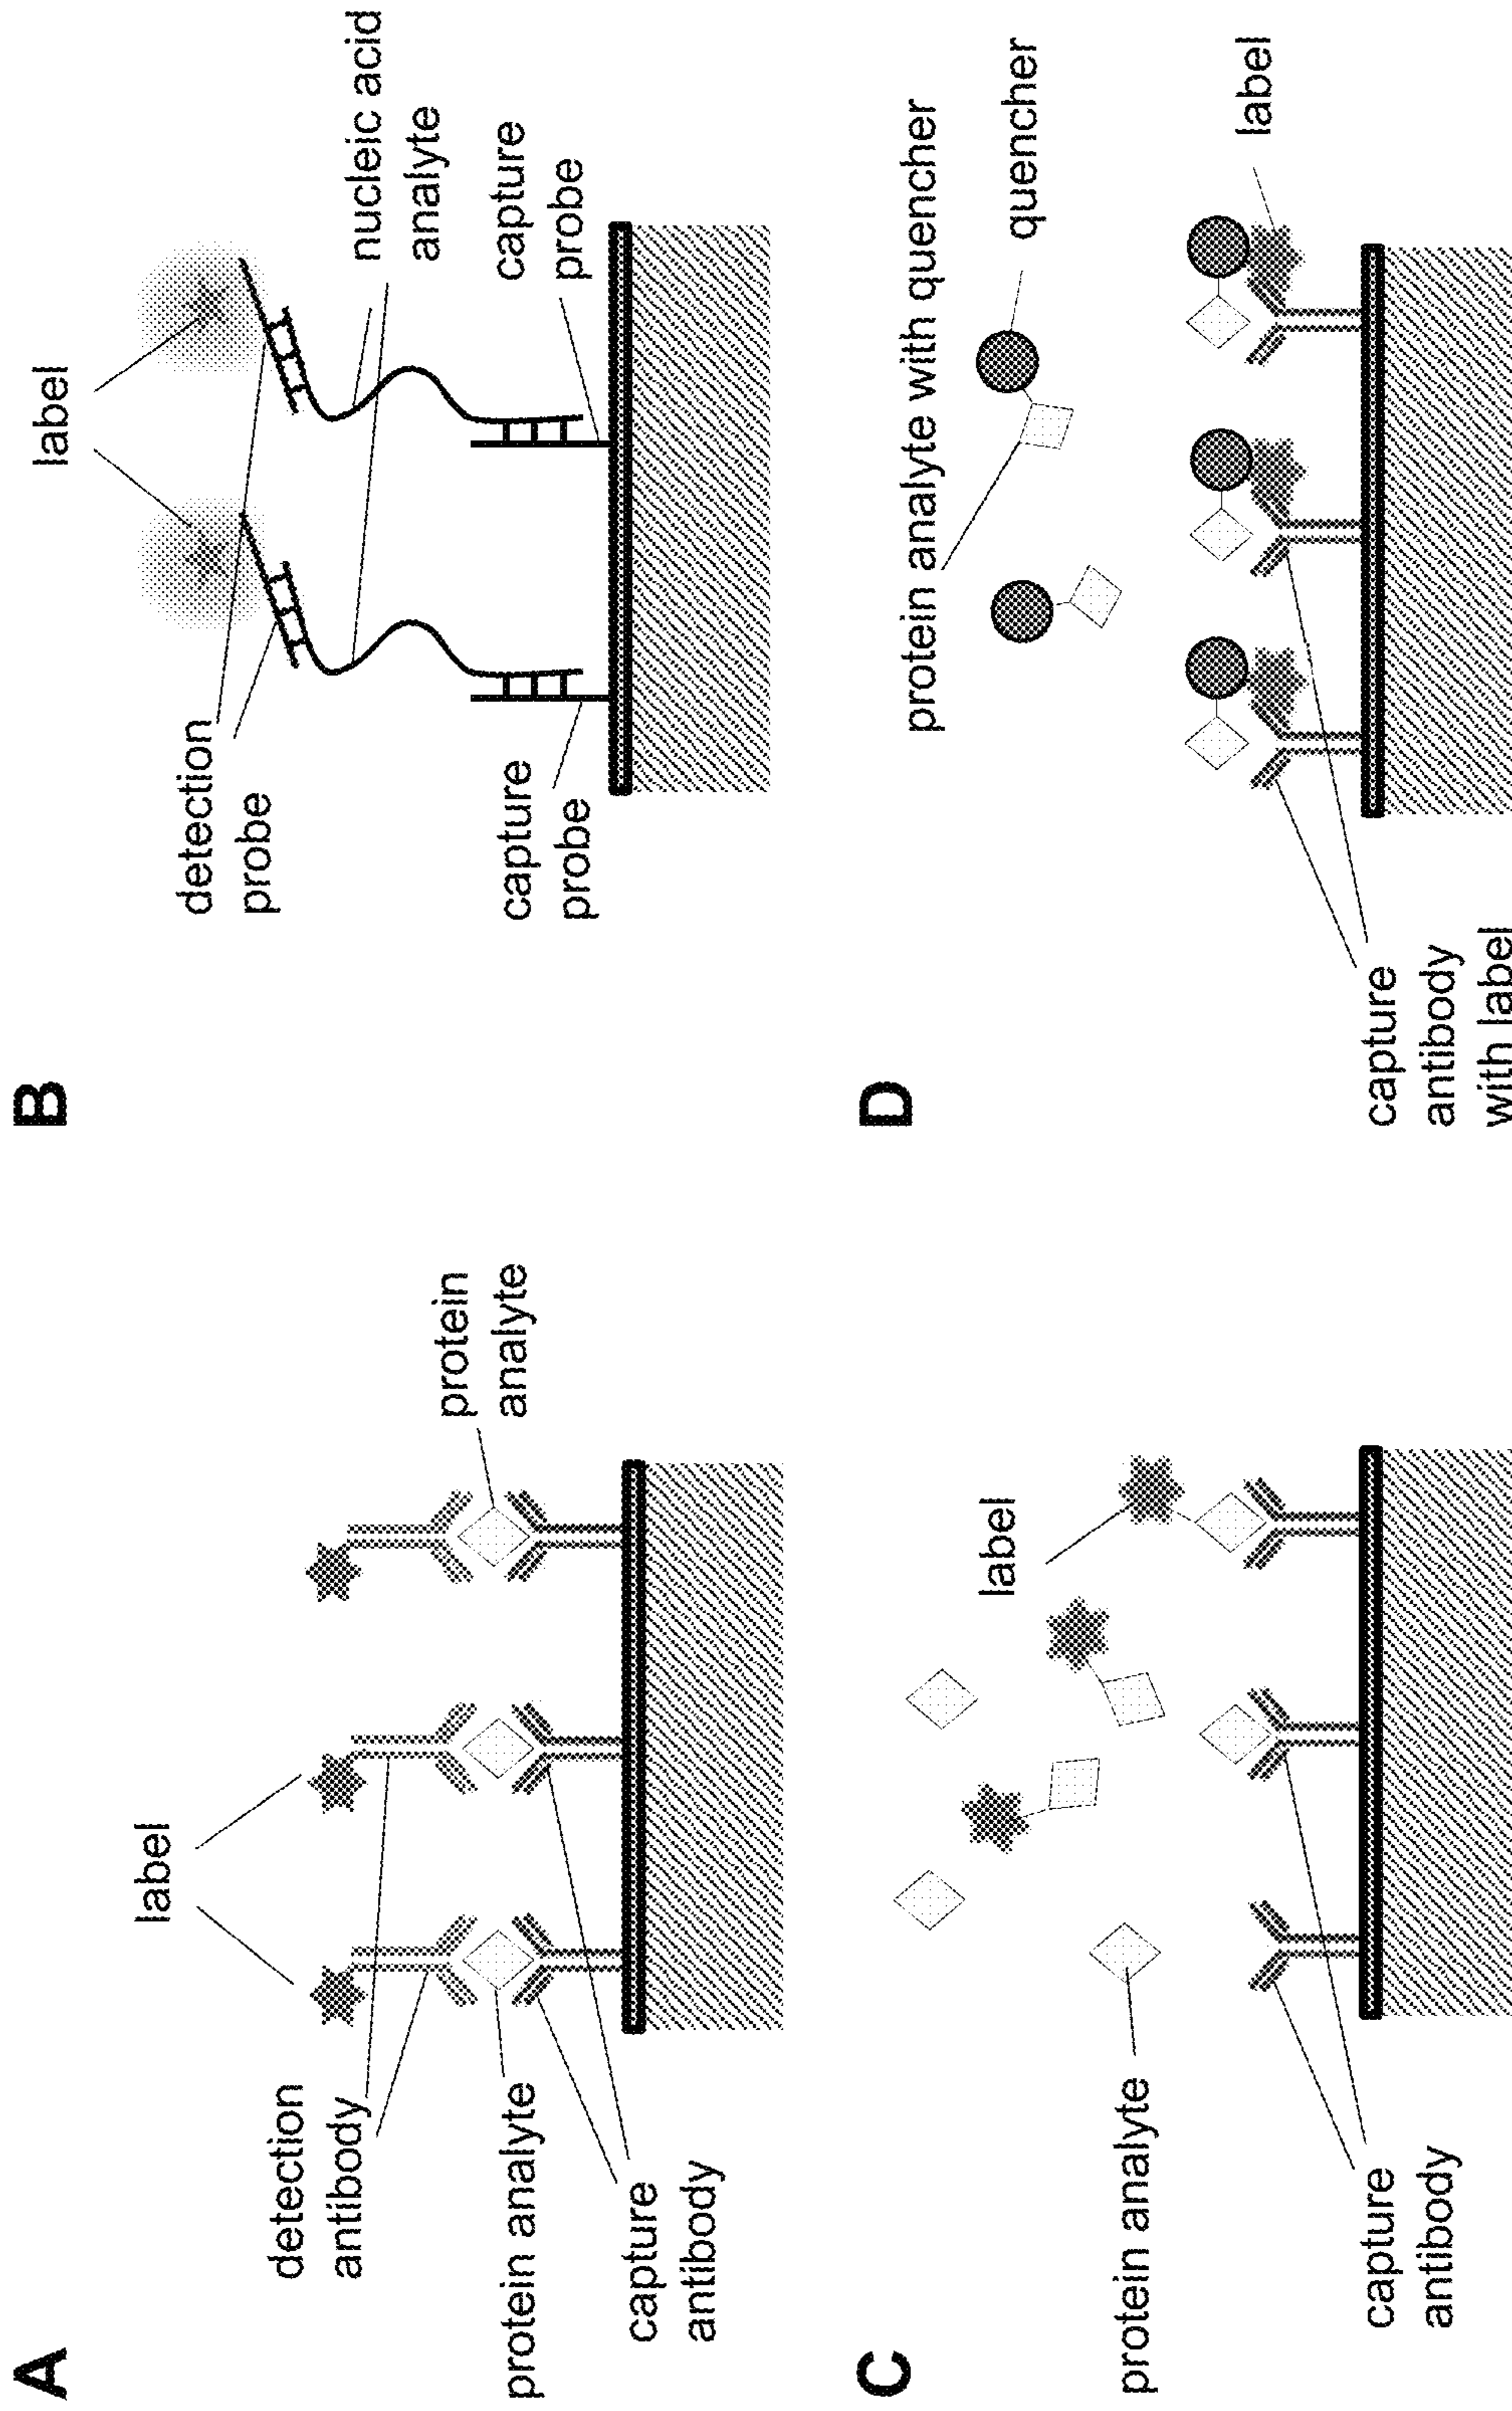 A
label
detection
antibody
protein
analyte
protein analyte
capture
antibody
B
label
detection
probe
nucleic acid
analyte
capture
probe
capture
probe
C
label
protein analyte
capture
antibody
D
protein analyte with quencher
quencher
label
capture
antibody
with label